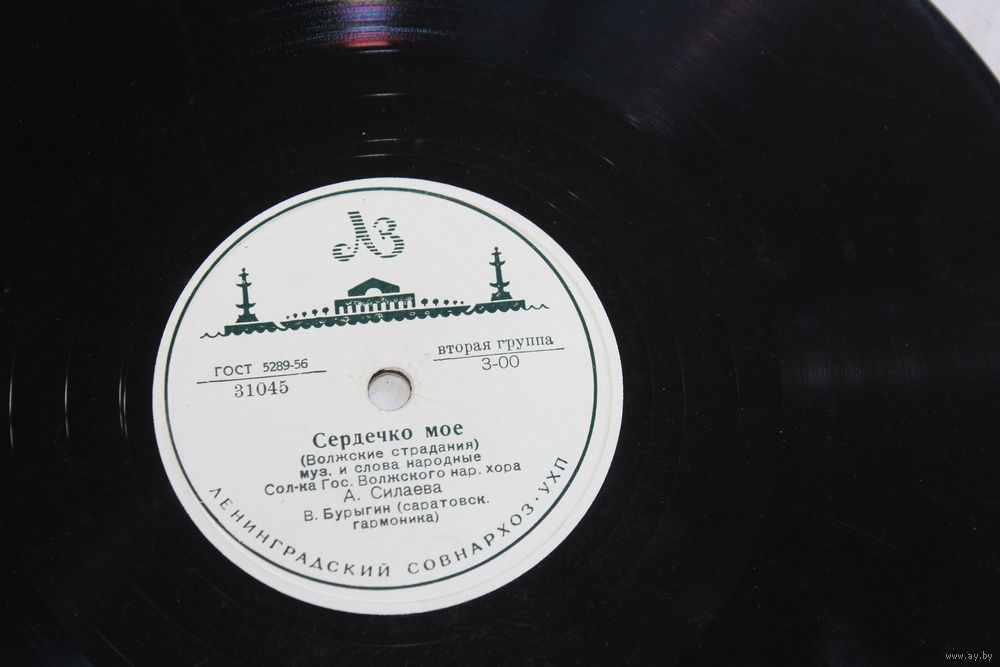 ЛЗ
ГОСТ 5289-56
31045
вторая группа
3-00
Сердечко мое
(Волжские страдания)
муз. и слова народные
Сол-ка Гос. Волжского нар. хора
А. Силаева
В. Бурыгин (саратовск.
гармоника)
ЛЕНИНГРАДСКИЙ СОВНАРХОЗ·УХП
www.ay.by